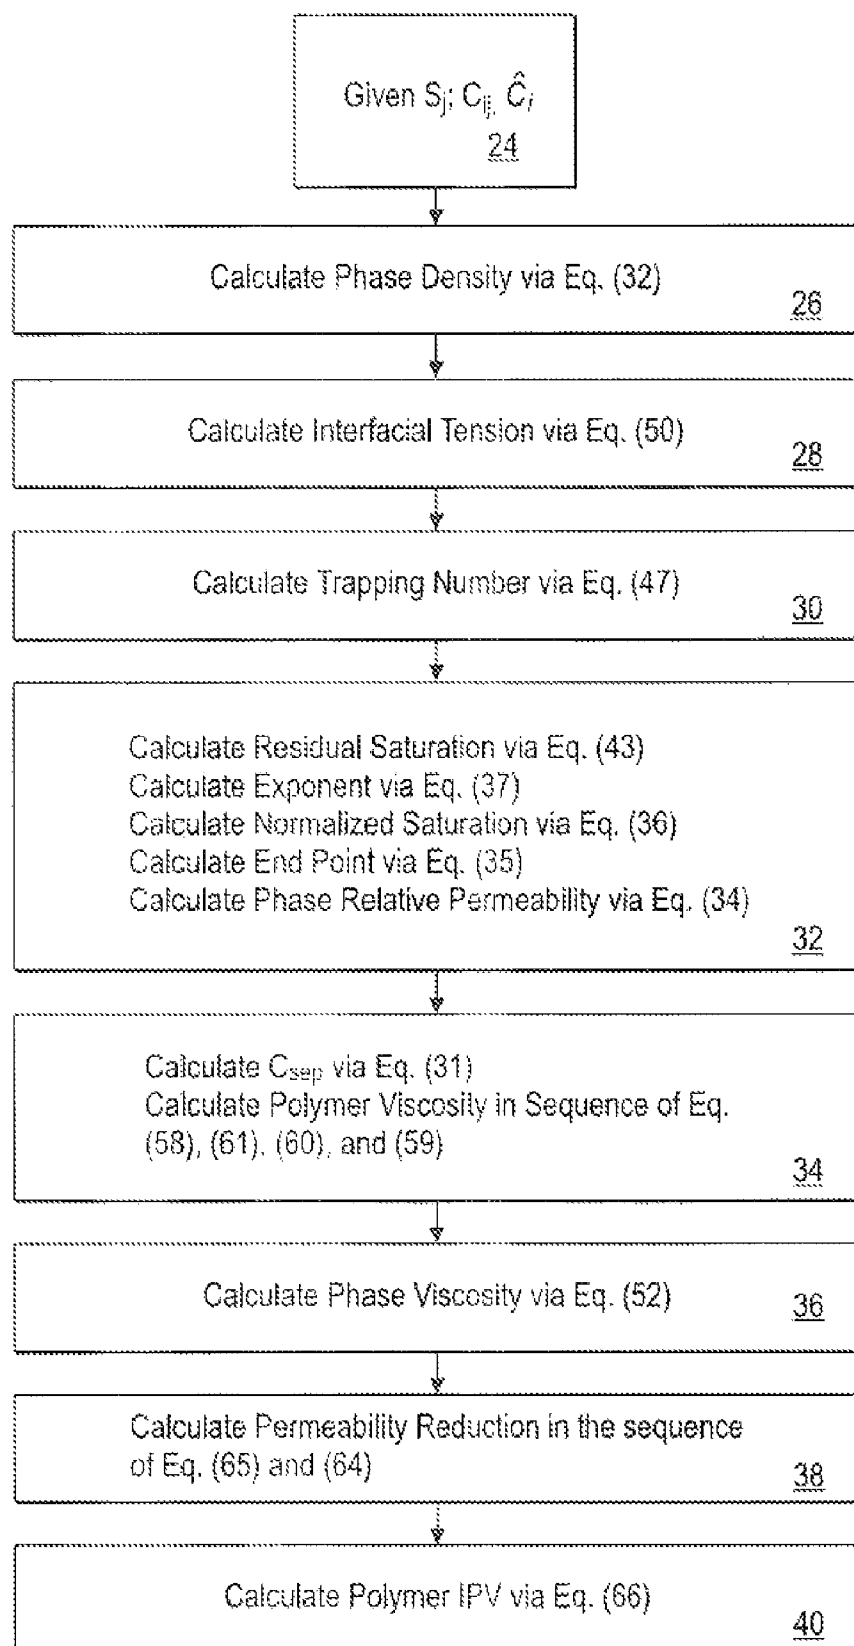 Given Sj; Cij, Ĉi
24
Calculate Phase Density via Eq. (32)
26
Calculate Interfacial Tension via Eq. (50)
28
Calculate Trapping Number via Eq. (47)
30
Calculate Residual Saturation via Eq. (43)
Calculate Exponent via Eq. (37)
Calculate Normalized Saturation via Eq. (36)
Calculate End Point via Eq. (35)
Calculate Phase Relative Permeability via Eq. (34)
32
Calculate Csep via Eq. (31)
Calculate Polymer Viscosity in Sequence of Eq.
(58), (61), (60), and (59)
34
Calculate Phase Viscosity via Eq. (52)
36
Calculate Permeability Reduction in the sequence
of Eq. (65) and (64)
38
Calculate Polymer IPV via Eq. (66)
40